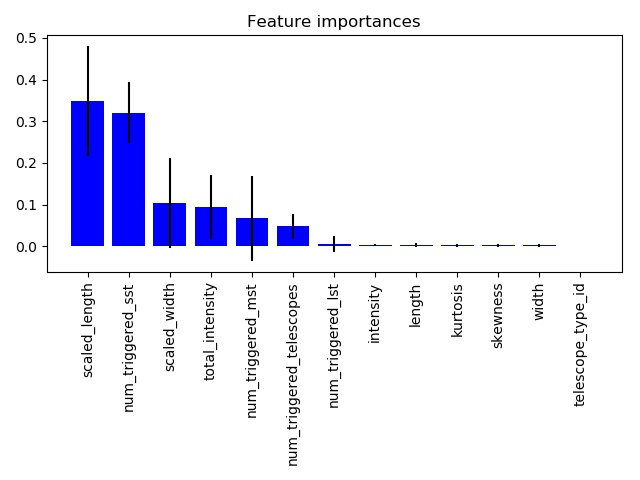 Feature importances
0.5
0.4
0.3
0.2
0.1
0.0
scaled_length
num_triggered_sst
scaled_width
total_intensity
num_triggered_mst
num_triggered_telescopes
num_triggered_lst
intensity
length
kurtosis
skewness
width
telescope_type_id